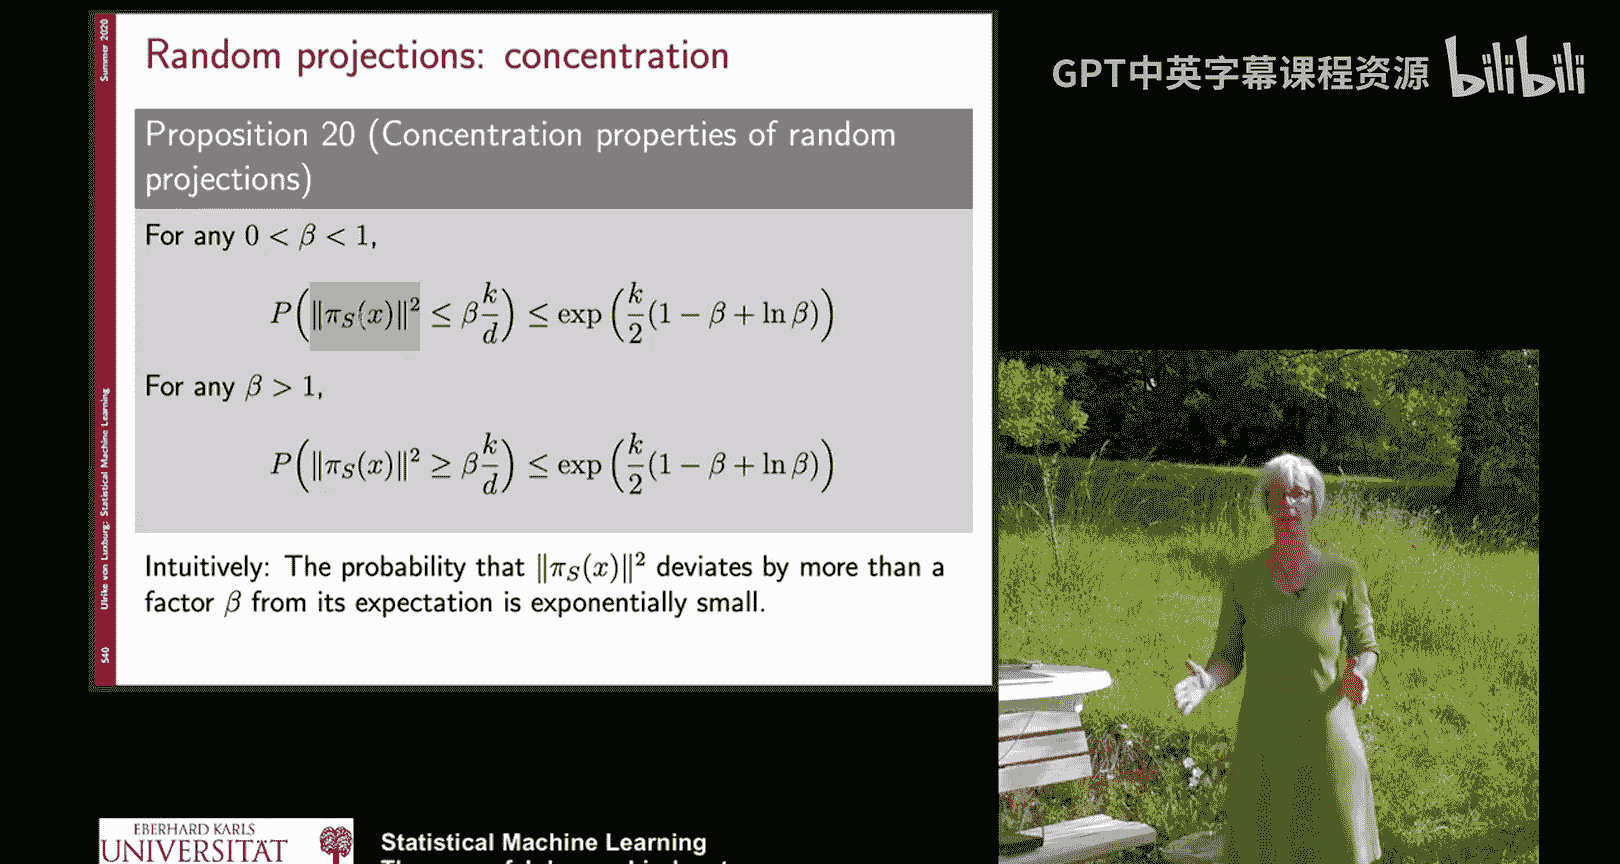 Summer 2020
Random projections: concentration
Proposition 20 (Concentration properties of random
projections)
For any 0 < β < 1,
P(‖π_S(x)‖² ≤ β k/d) ≤ exp(k/2 (1 − β + ln β))
For any β > 1,
P(‖π_S(x)‖² ≥ β k/d) ≤ exp(k/2 (1 − β + ln β))
Intuitively: The probability that ‖π_S(x)‖² deviates by more than a
factor β from its expectation is exponentially small.
Ulrike von Luxburg: Statistical Machine Learning
540
GPT中英字幕课程资源 bilibili
EBERHARD KARLS
UNIVERSITÄT
Statistical Machine Learning